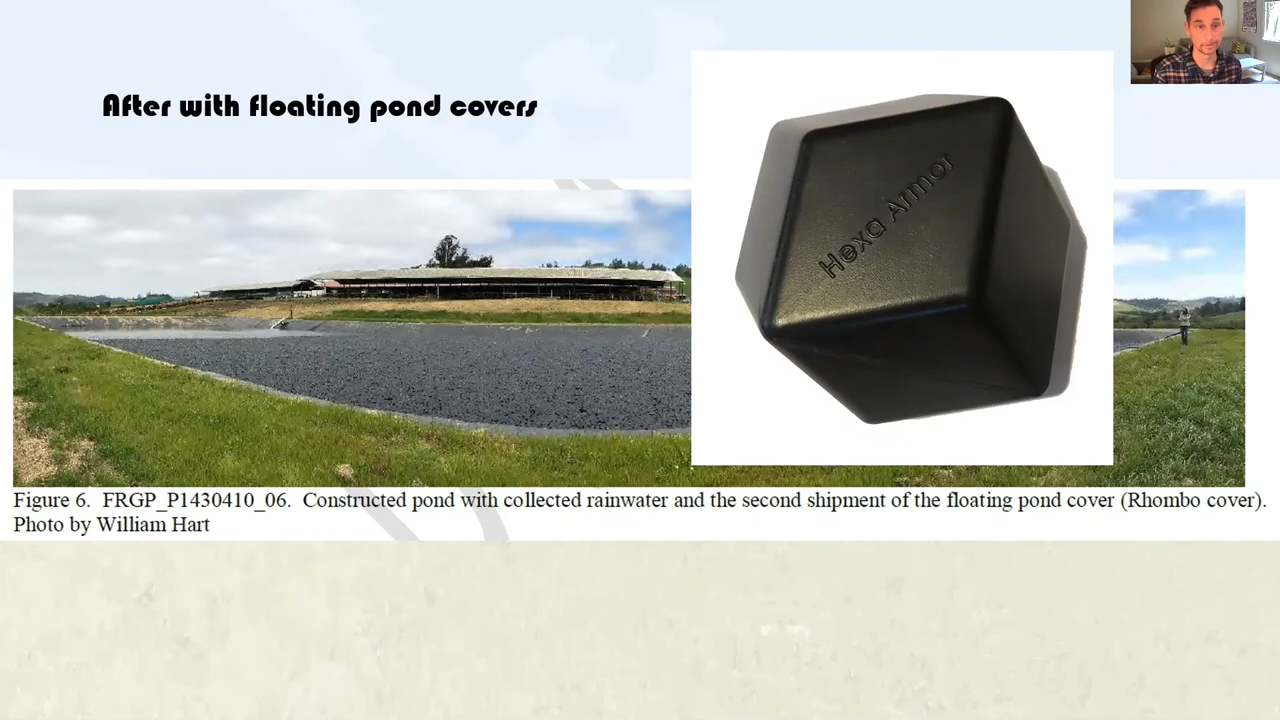 After with floating pond covers
Hexa Armor
Figure 6.  FRGP_P1430410_06.  Constructed pond with collected rainwater and the second shipment of the floating pond cover (Rhombo cover).
Photo by William Hart